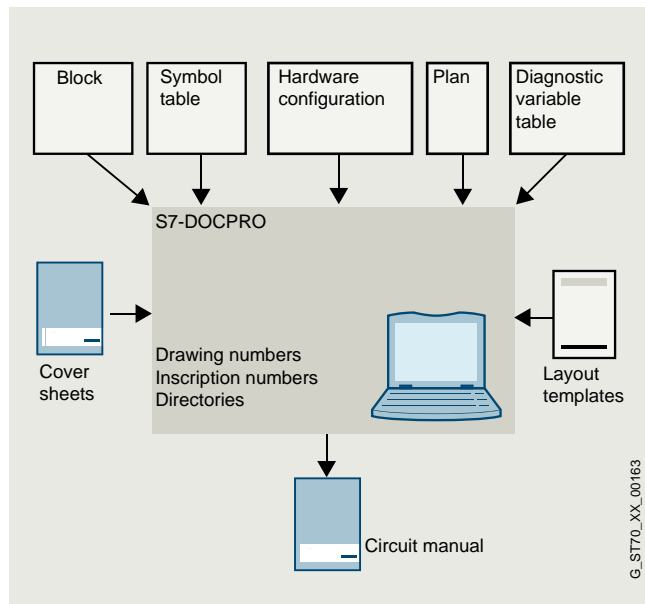 Block
Symbol
table
Hardware
configuration
Plan
Diagnostic
variable
table
S7-DOCPRO
Cover
sheets
Drawing numbers
Inscription numbers
Directories
Layout
templates
Circuit manual
G_ST70_XX_00163